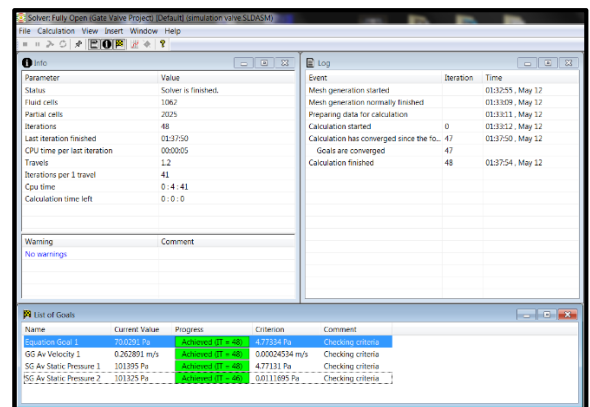 Solver: Fully Open (Gate Valve Project) [Default] (simulation valve.SLDASM)
File Calculation View Insert Window Help
Info
Parameter Value
Status Solver is finished.
Fluid cells 1062
Partial cells 2025
Iterations 48
Last iteration finished 01:37:50
CPU time per last iteration 00:00:05
Travels 1.2
Iterations per 1 travel 41
Cpu time 0 : 4 : 41
Calculation time left 0 : 0 : 0
Warning Comment
No warnings
Log
Event Iteration Time
Mesh generation started 01:32:55 , May 12
Mesh generation normally finished 01:33:09 , May 12
Preparing data for calculation 01:33:11 , May 12
Calculation started 0 01:33:12 , May 12
Calculation has converged since the fo... 47 01:37:50 , May 12
Goals are converged 47
Calculation finished 48 01:37:54 , May 12
List of Goals
Name Current Value Progress Criterion Comment
Equation Goal 1 70.0291 Pa Achieved (IT = 48) 4.77334 Pa Checking criteria
GG Av Velocity 1 0.262891 m/s Achieved (IT = 48) 0.00024534 m/s Checking criteria
SG Av Static Pressure 1 101395 Pa Achieved (IT = 48) 4.77131 Pa Checking criteria
SG Av Static Pressure 2 101325 Pa Achieved (IT = 46) 0.0111695 Pa Checking criteria